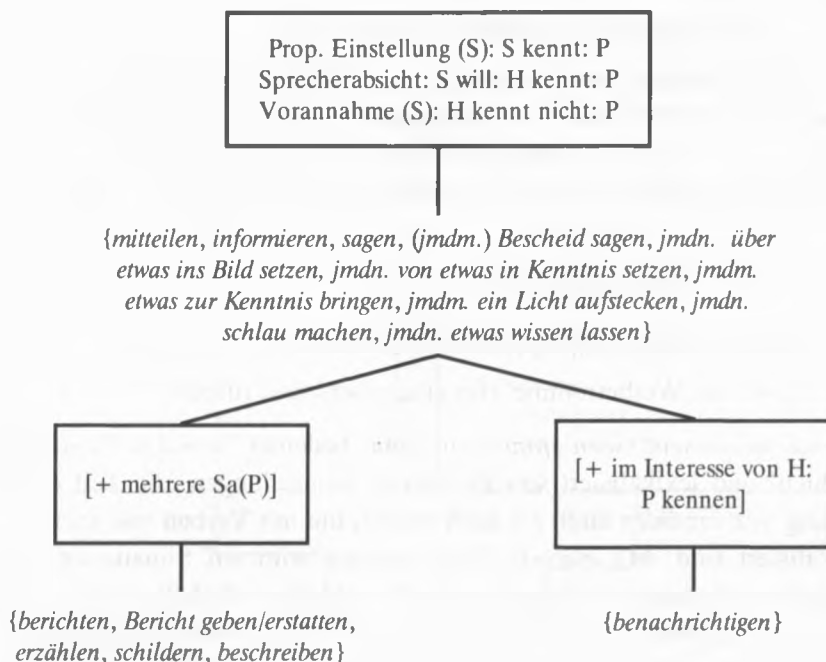 Prop. Einstellung (S): S kennt: P
Sprecherabsicht: S will: H kennt: P
Vorannahme (S): H kennt nicht: P
{mitteilen, informieren, sagen, (jmdm.) Bescheid sagen, jmdn. über
etwas ins Bild setzen, jmdn. von etwas in Kenntnis setzen, jmdm.
etwas zur Kenntnis bringen, jmdm. ein Licht aufstecken, jmdn.
schlau machen, jmdn. etwas wissen lassen}
[+ mehrere Sa(P)]
[+ im Interesse von H:
P kennen]
{berichten, Bericht geben/erstatten,
erzählen, schildern, beschreiben}
{benachrichtigen}